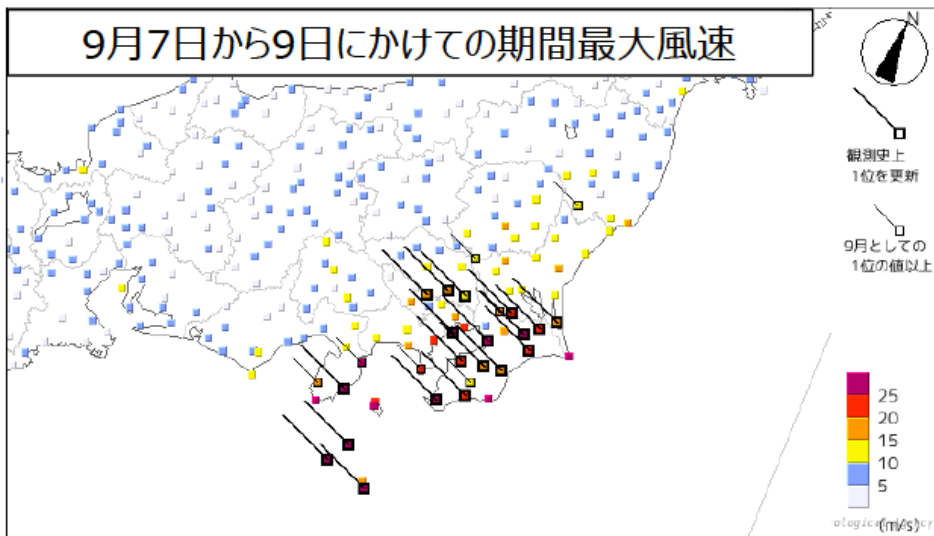 9月7日から9日にかけての期間最大風速
N
観測史上
1位を更新
9月としての
1位の値以上
25
20
15
10
5
(m/s)